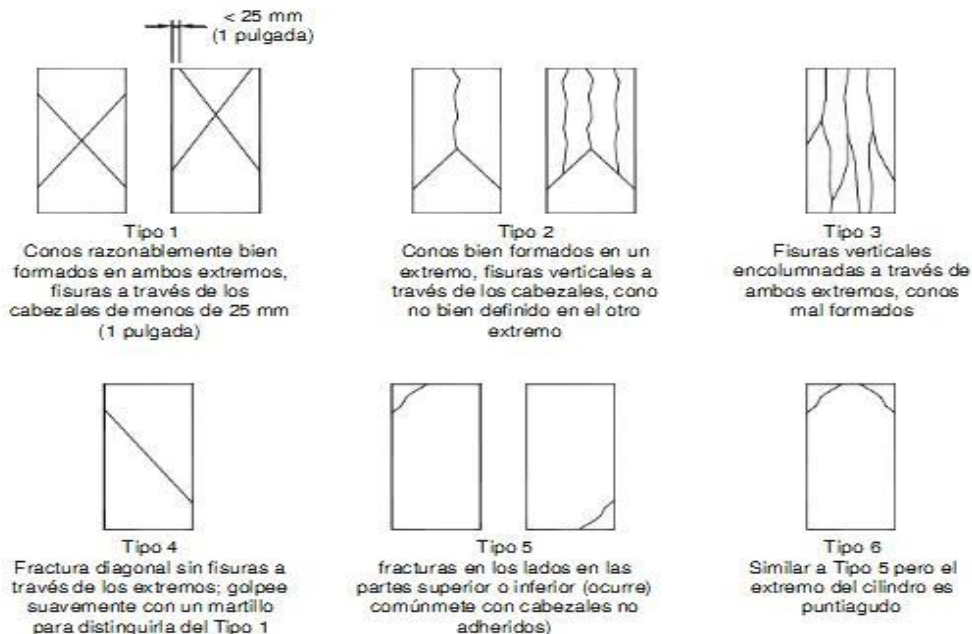 < 25 mm
(1 pulgada)
Tipo 1
Conos razonablemente bien
formados en ambos extremos,
fisuras a través de los
cabezales de menos de 25 mm
(1 pulgada)
Tipo 2
Conos bien formados en un
extremo, fisuras verticales a
través de los cabezales, cono
no bien definido en el otro
extremo
Tipo 3
Fisuras verticales
encolumnadas a través de
ambos extremos, conos
mal formados
Tipo 4
Fractura diagonal sin fisuras a
través de los extremos; golpee
suavemente con un martillo
para distinguirla del Tipo 1
Tipo 5
fracturas en los lados en las
partes superior o inferior (ocurre)
comúnmete con cabezales no
adheridos)
Tipo 6
Similar a Tipo 5 pero el
extremo del cilindro es
puntiagudo